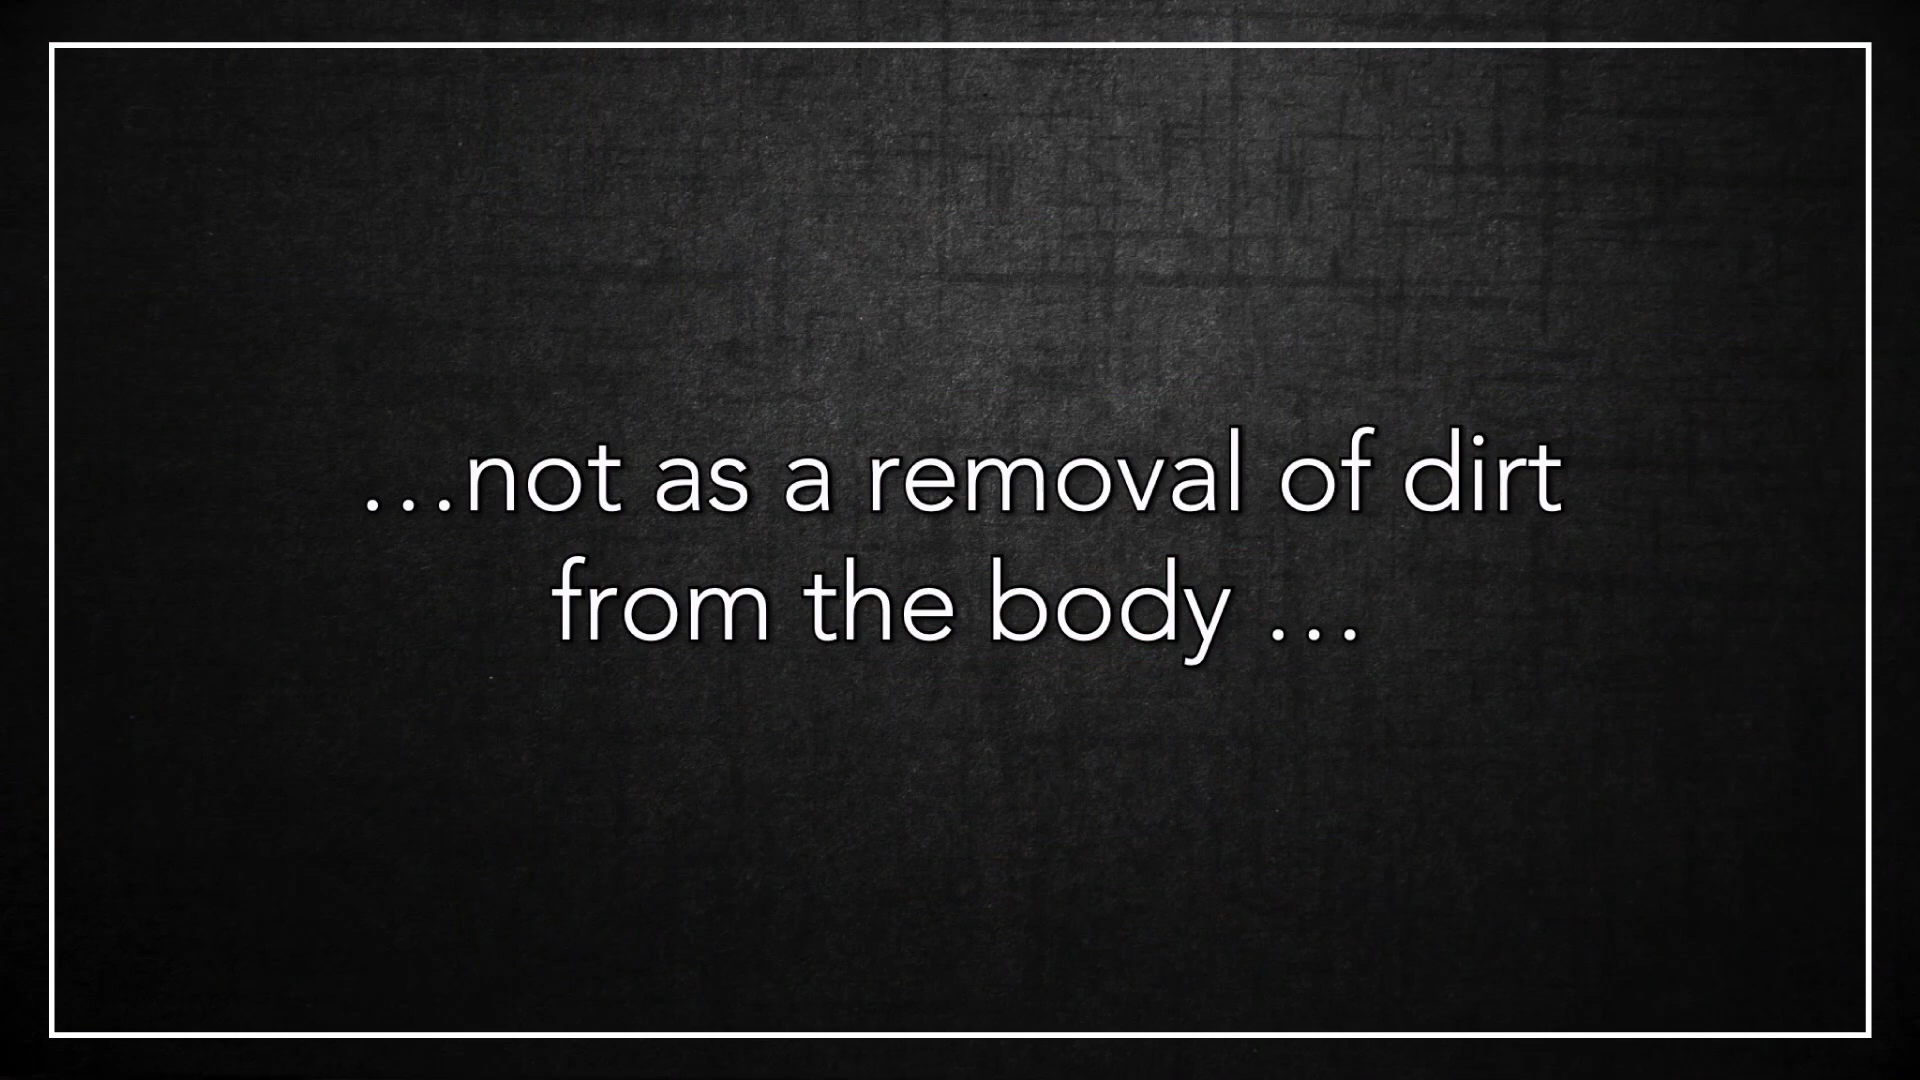 …not as a removal of dirt
from the body …